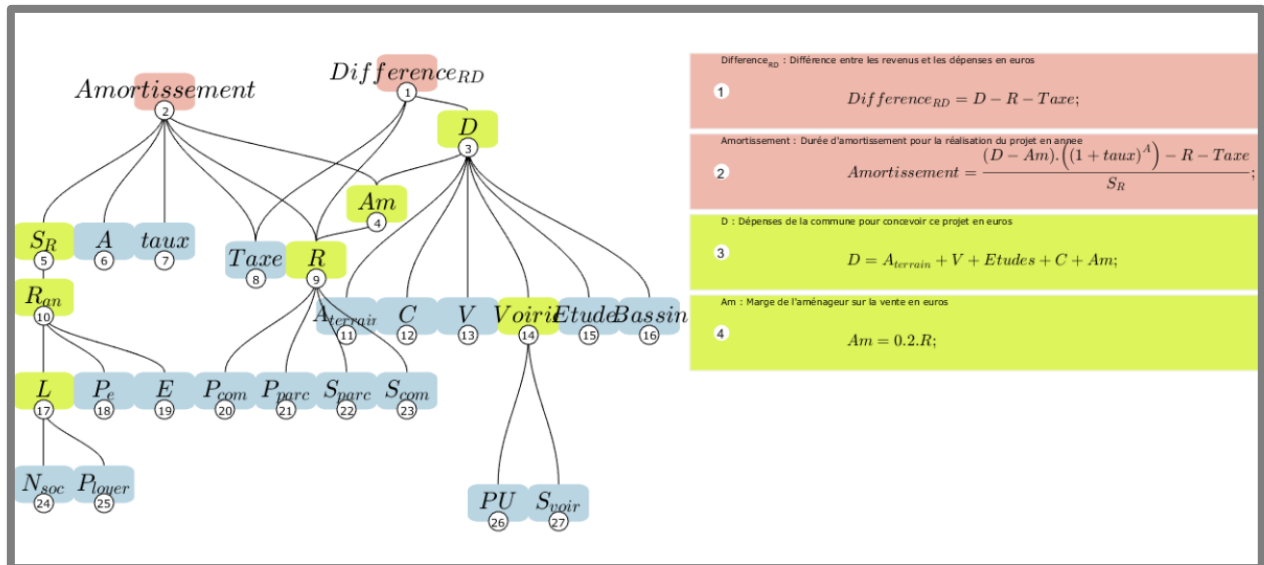 Difference_RD
Amortissement
1
2
D
3
Am
4
S_R
A
taux
Taxe
R
5
6
7
8
9
R_an
10
A_terrain
C
V
Voirie
Etude
Bassin
11
12
13
14
15
16
L
P_e
E
P_com
P_parc
S_parc
S_com
17
18
19
20
21
22
23
N_soc
P_loyer
24
25
PU
S_voir
26
27
Difference_RD : Différence entre les revenus et les dépenses en euros
1
Difference_RD = D − R − Taxe;
Amortissement : Durée d'amortissement pour la réalisation du projet en annee
2
Amortissement = (D − Am).((1 + taux)^A) − R − Taxe / S_R;
D : Dépenses de la commune pour concevoir ce projet en euros
3
D = A_terrain + V + Etudes + C + Am;
Am : Marge de l'aménageur sur la vente en euros
4
Am = 0.2.R;